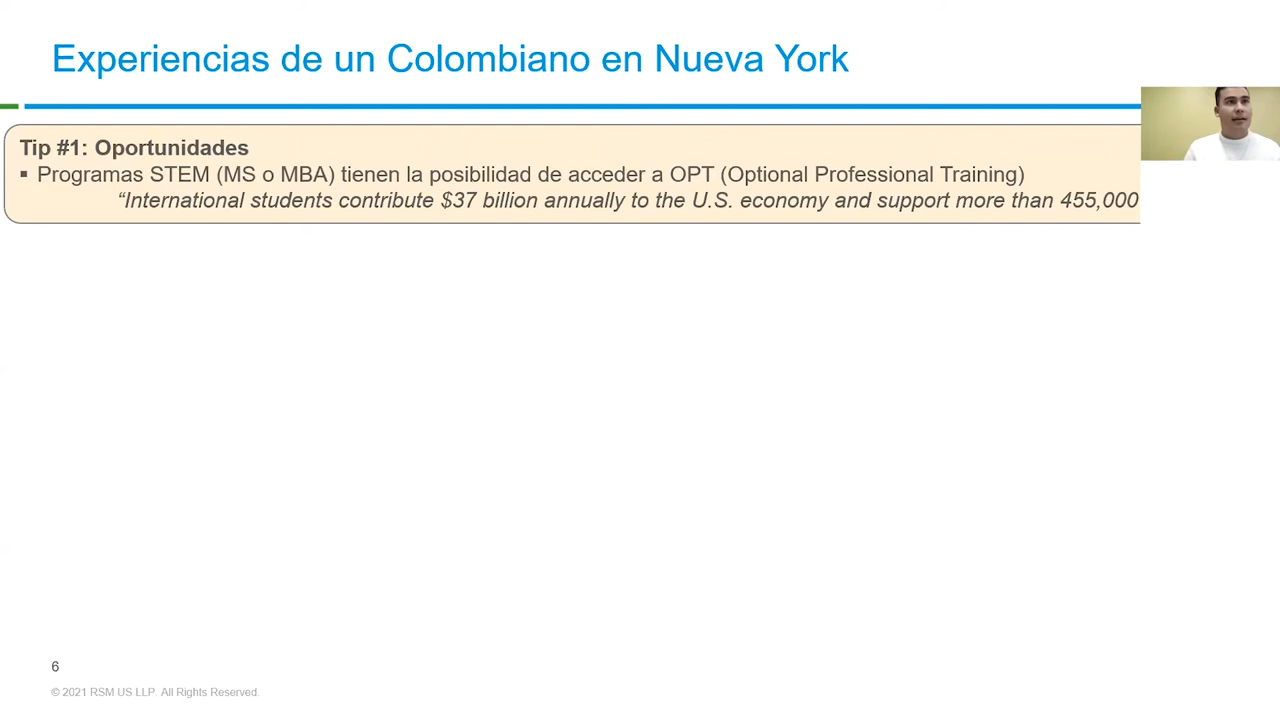 Experiencias de un Colombiano en Nueva York
Tip #1: Oportunidades
▪ Programas STEM (MS o MBA) tienen la posibilidad de acceder a OPT (Optional Professional Training)
“International students contribute $37 billion annually to the U.S. economy and support more than 455,000
6
© 2021 RSM US LLP. All Rights Reserved.